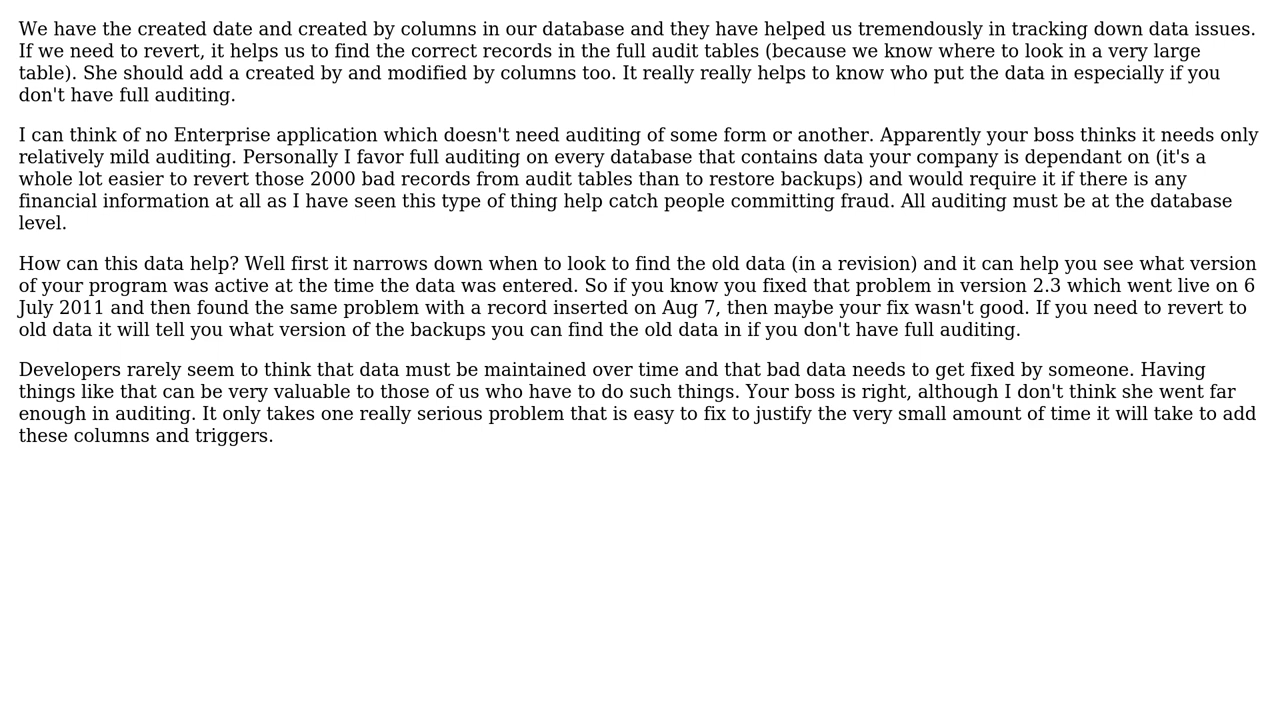 We have the created date and created by columns in our database and they have helped us tremendously in tracking down data issues.
If we need to revert, it helps us to find the correct records in the full audit tables (because we know where to look in a very large
table). She should add a created by and modified by columns too. It really really helps to know who put the data in especially if you
don't have full auditing.
I can think of no Enterprise application which doesn't need auditing of some form or another. Apparently your boss thinks it needs only
relatively mild auditing. Personally I favor full auditing on every database that contains data your company is dependant on (it's a
whole lot easier to revert those 2000 bad records from audit tables than to restore backups) and would require it if there is any
financial information at all as I have seen this type of thing help catch people committing fraud. All auditing must be at the database
level.
How can this data help? Well first it narrows down when to look to find the old data (in a revision) and it can help you see what version
of your program was active at the time the data was entered. So if you know you fixed that problem in version 2.3 which went live on 6
July 2011 and then found the same problem with a record inserted on Aug 7, then maybe your fix wasn't good. If you need to revert to
old data it will tell you what version of the backups you can find the old data in if you don't have full auditing.
Developers rarely seem to think that data must be maintained over time and that bad data needs to get fixed by someone. Having
things like that can be very valuable to those of us who have to do such things. Your boss is right, although I don't think she went far
enough in auditing. It only takes one really serious problem that is easy to fix to justify the very small amount of time it will take to add
these columns and triggers.